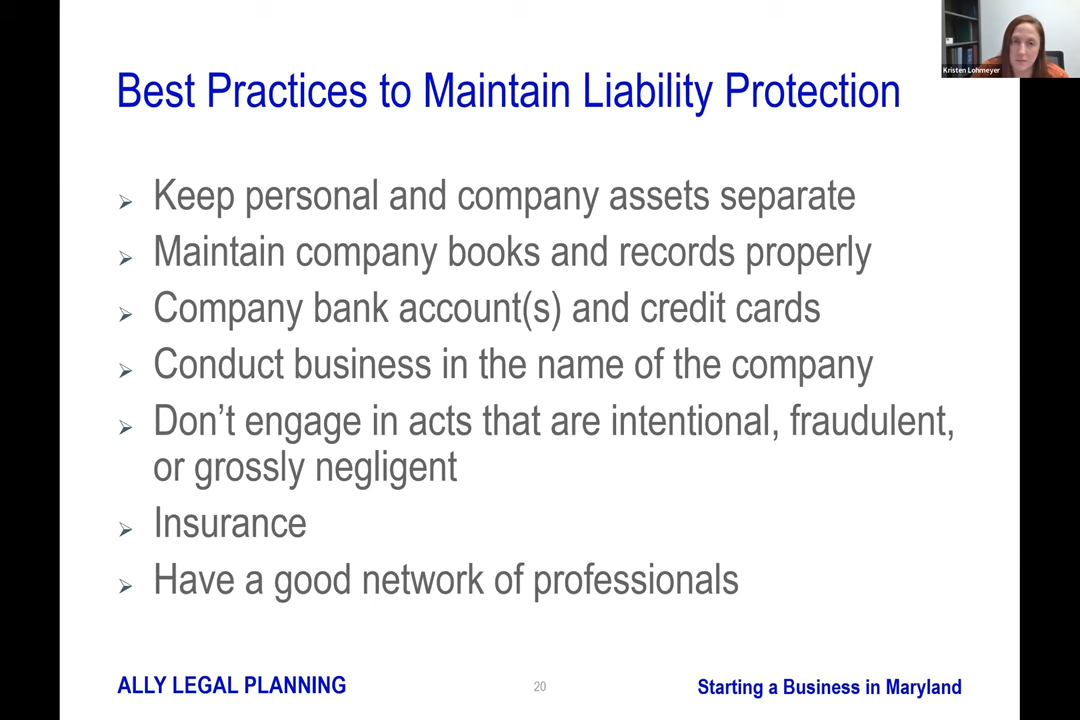 Kristen Lohmeyer
Best Practices to Maintain Liability Protection
➢ Keep personal and company assets separate
➢ Maintain company books and records properly
➢ Company bank account(s) and credit cards
➢ Conduct business in the name of the company
➢ Don’t engage in acts that are intentional, fraudulent,
or grossly negligent
➢ Insurance
➢ Have a good network of professionals
ALLY LEGAL PLANNING
20
Starting a Business in Maryland